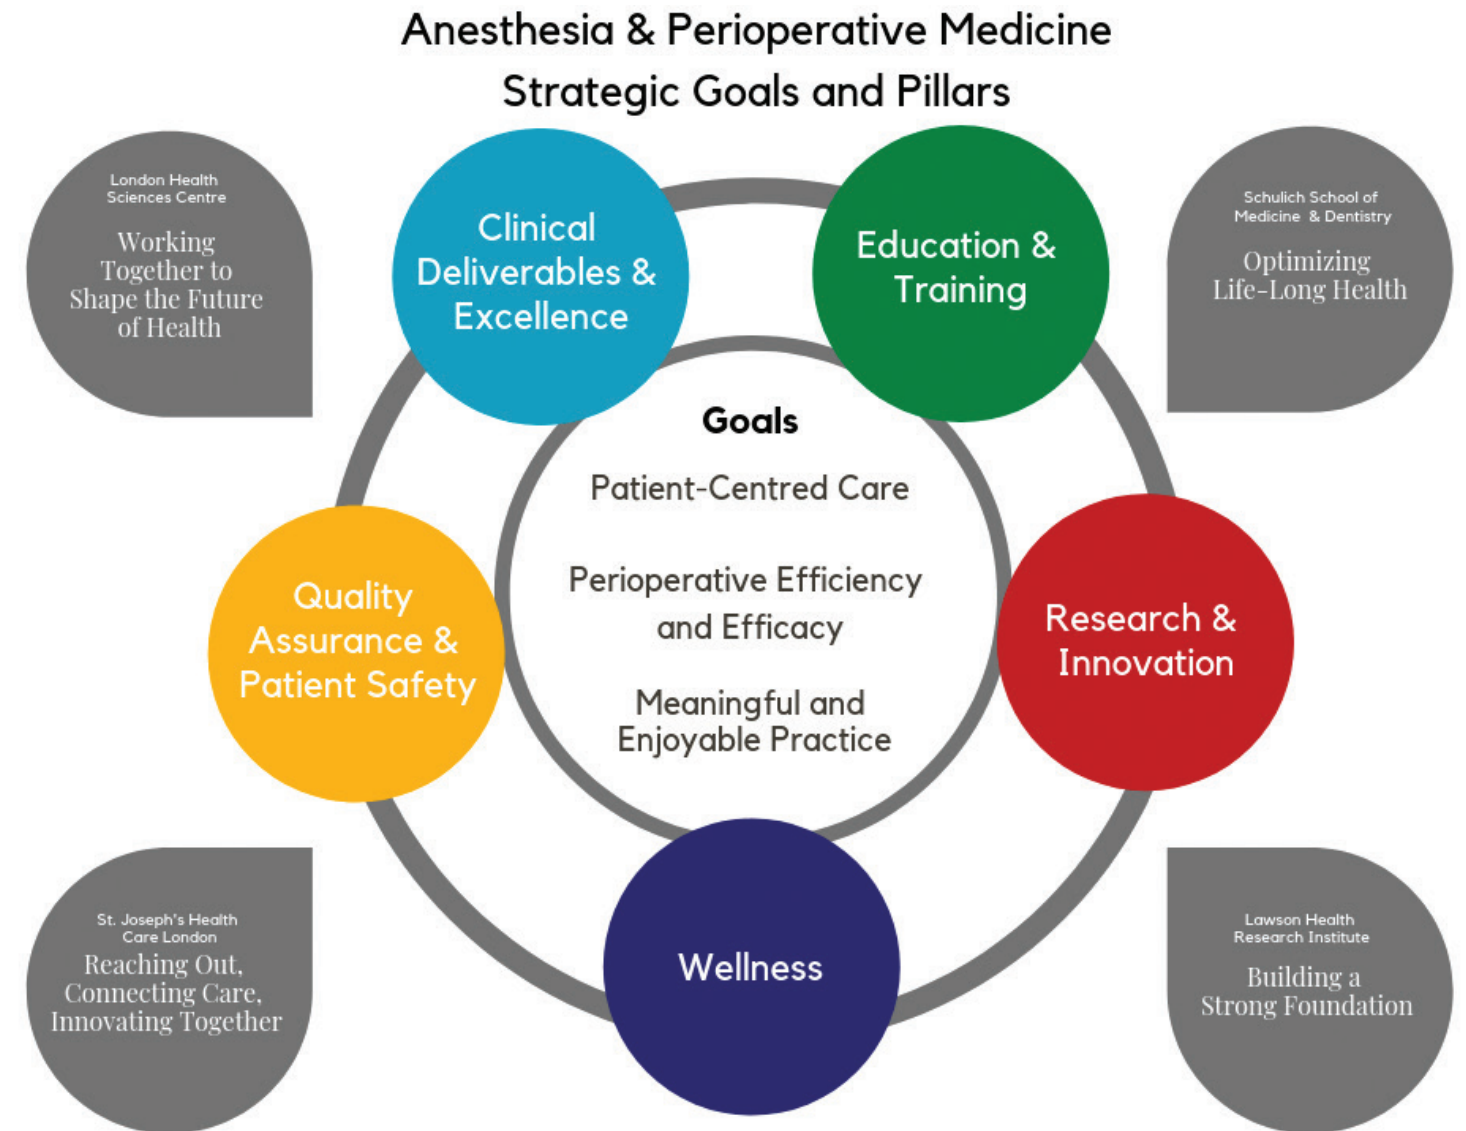 Anesthesia & Perioperative Medicine
Strategic Goals and Pillars
London Health
Sciences Centre
Working
Together to
Shape the Future
of Health
Clinical
Deliverables &
Excellence
Education &
Training
Schulich School of
Medicine & Dentistry
Optimizing
Life-Long Health
Goals
Patient-Centred Care
Perioperative Efficiency
and Efficacy
Meaningful and
Enjoyable Practice
Quality
Assurance &
Patient Safety
Research &
Innovation
Wellness
St. Joseph's Health
Care London
Reaching Out,
Connecting Care,
Innovating Together
Lawson Health
Research Institute
Building a
Strong Foundation